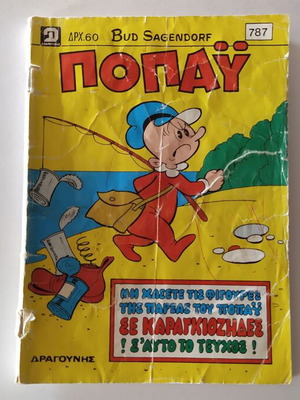 ΔΡΧ. 60 BUD SAGENDORF 787
ΠΟΠΑΫ
ΜΗ ΧΑΣΕΤΕ ΤΙΣ ΦΙΓΟΥΡΕΣ
ΤΗΣ ΠΑΡΕΑΣ ΤΟΥ ΠΟΠΑΫ
ΣΕ ΚΑΡΑΓΚΙΟΖΗΔΕΣ
! Σ' ΑΥΤΟ ΤΟ ΤΕΥΧΟΣ !
ΔΡΑΓΟΥΝΗΣ